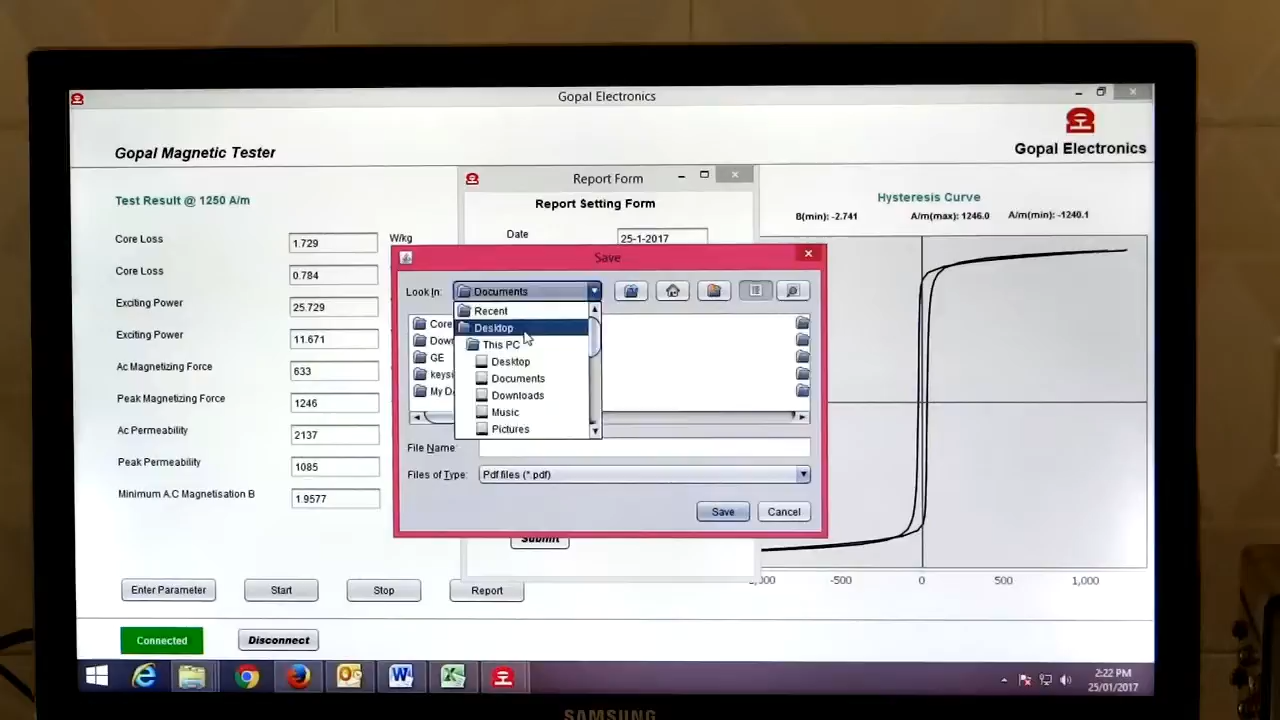 Gopal Electronics
Gopal Magnetic Tester
Gopal Electronics
Test Result @ 1250 A/m
Core Loss 1.729 W/kg
Core Loss 0.784
Exciting Power 25.729
Exciting Power 11.671
Ac Magnetizing Force 633
Peak Magnetizing Force 1246
Ac Permeability 2137
Peak Permeability 1085
Minimum A.C Magnetisation B 1.9577
Enter Parameter Start Stop Report
Connected Disconnect
Report Form
Report Setting Form
Date 25-1-2017
Submit
Save
Look In: Documents
Recent
Desktop
This PC
Desktop
Documents
Downloads
Music
Pictures
Core
Dow
GE
keys
My D
File Name:
Files of Type: Pdf files (*.pdf)
Save Cancel
Hysteresis Curve
B(min): -2.741 A/m(max): 1246.0 A/m(min): -1240.1
-500 0 500 1,000
2:22 PM
25/01/2017
SAMSUNG